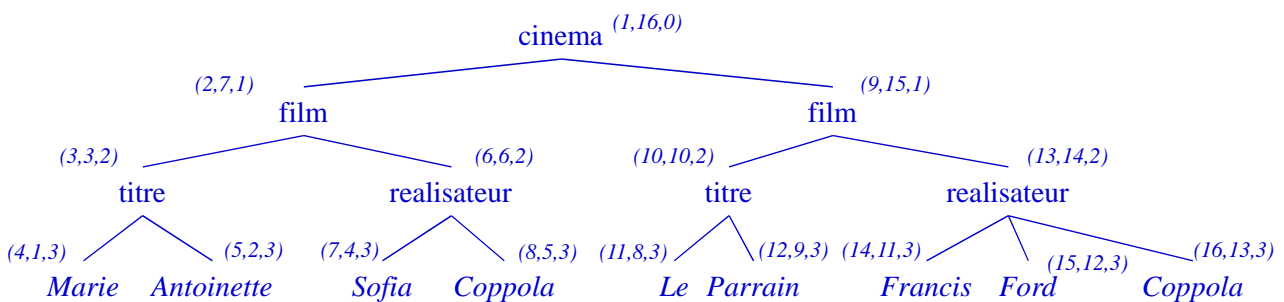 cinema (1,16,0)
(2,7,1) (9,15,1)
film film
(3,3,2) (6,6,2) (10,10,2) (13,14,2)
titre realisateur titre realisateur
(4,1,3) (5,2,3) (7,4,3) (8,5,3) (11,8,3) (12,9,3) (14,11,3) (15,12,3) (16,13,3)
Marie Antoinette Sofia Coppola Le Parrain Francis Ford Coppola